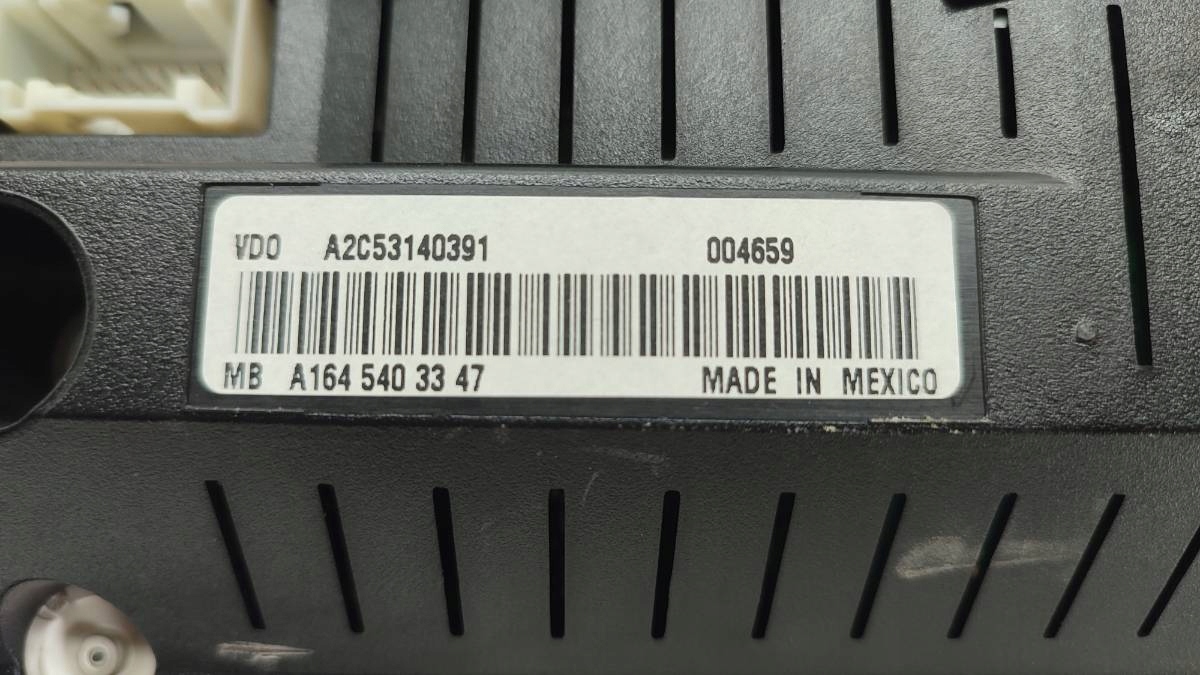 VDO A2C53140391 004659
MB A164 540 33 47 MADE IN MEXICO